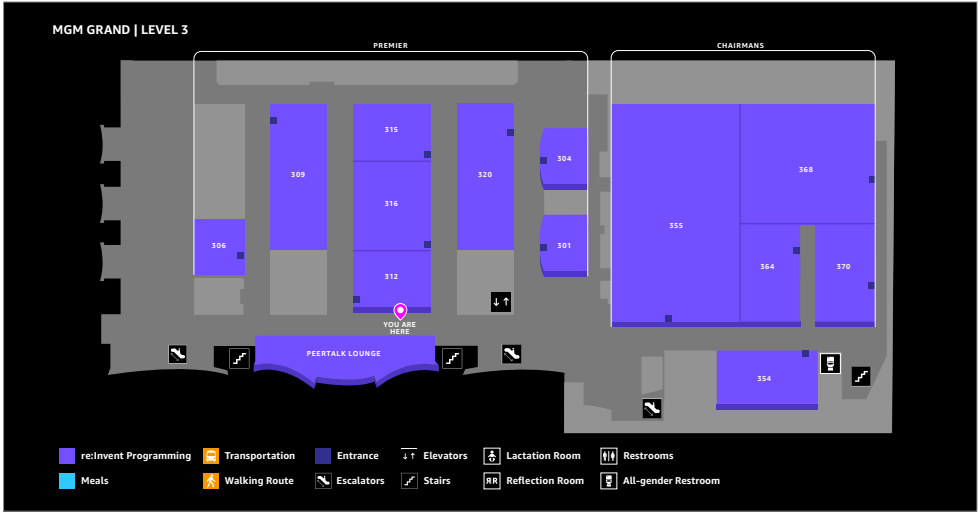 MGM GRAND | LEVEL 3
PREMIER
CHAIRMANS
315
304
309
320
368
316
355
306
301
312
364
370
YOU ARE
HERE
PEERTALK LOUNGE
354
re:Invent Programming
Transportation
Entrance
Elevators
Lactation Room
Restrooms
Meals
Walking Route
Escalators
Stairs
RR Reflection Room
All-gender Restroom